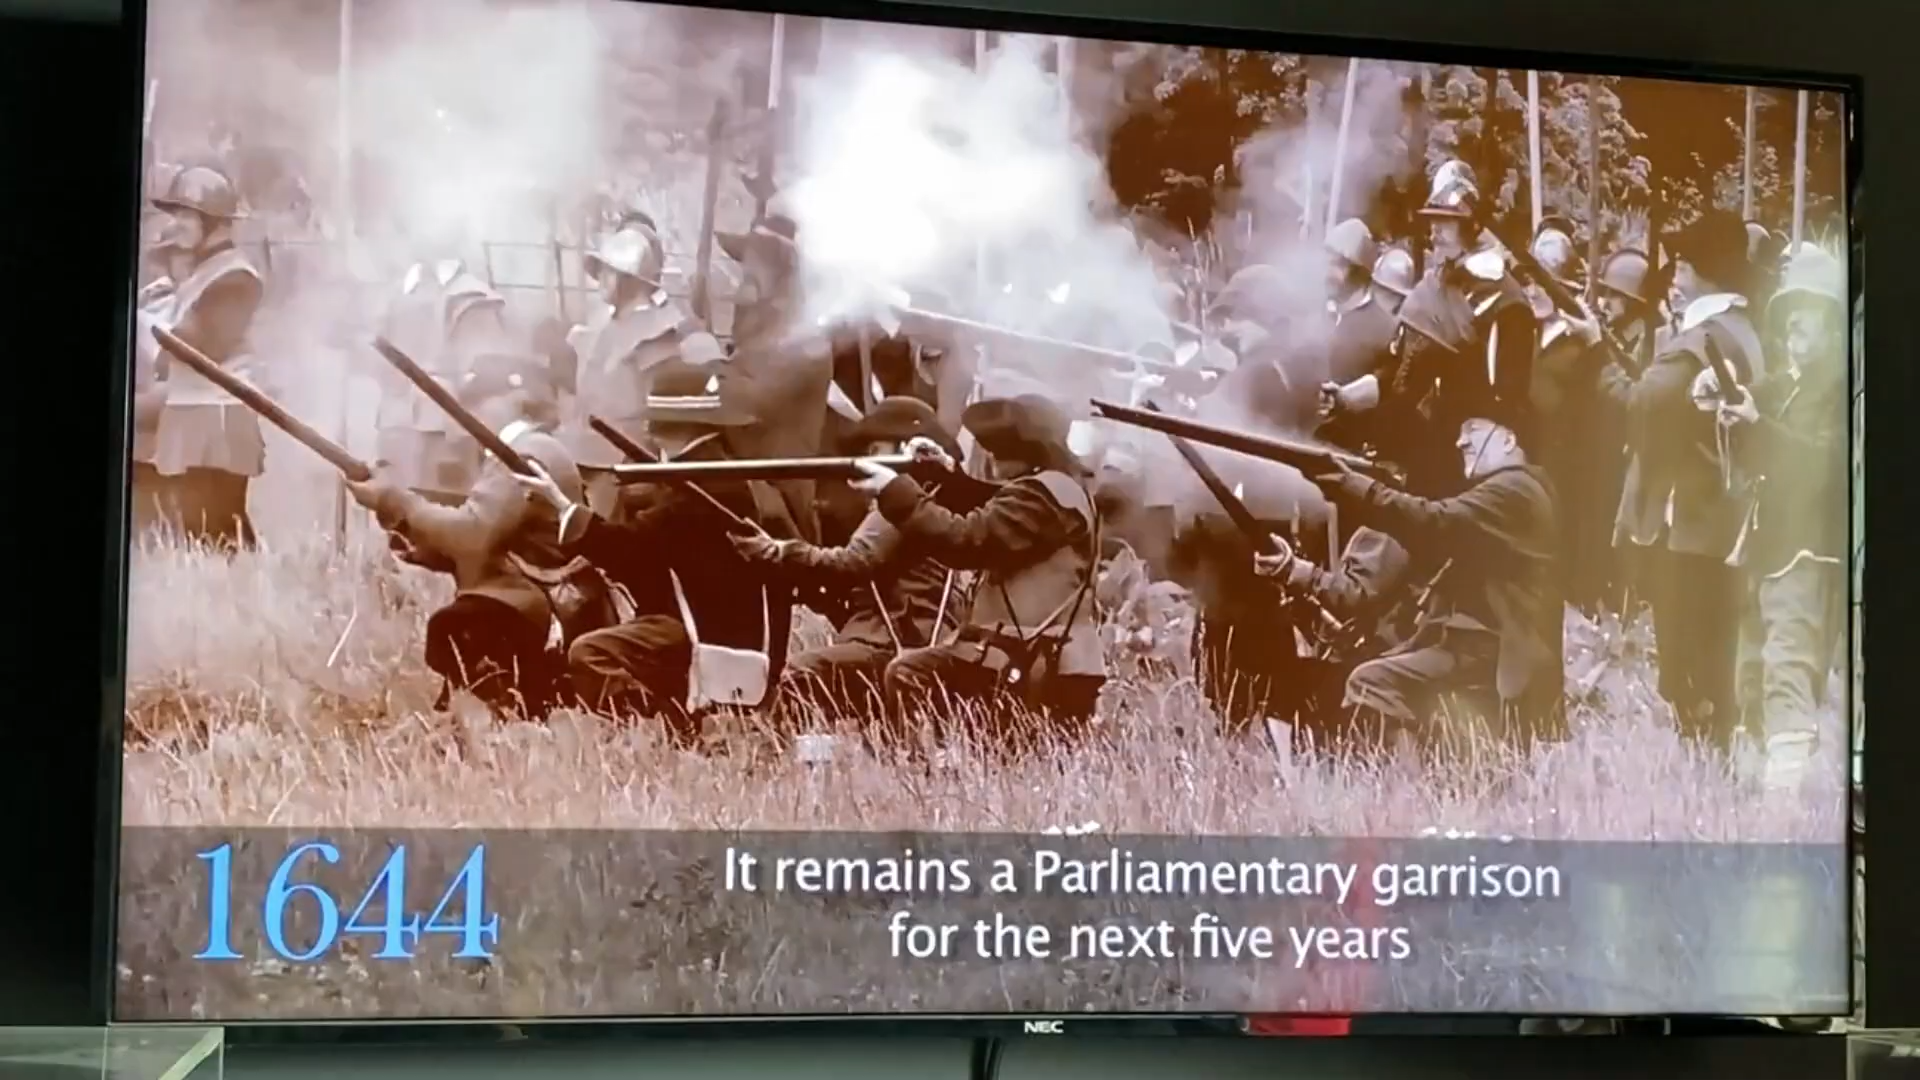 1644
It remains a Parliamentary garrison
for the next five years
NEC